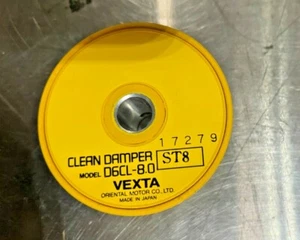 17279
CLEAN DAMPER ST8
MODEL D6CL-8.0
VEXTA
ORIENTAL MOTOR CO., LTD.
MADE IN JAPAN